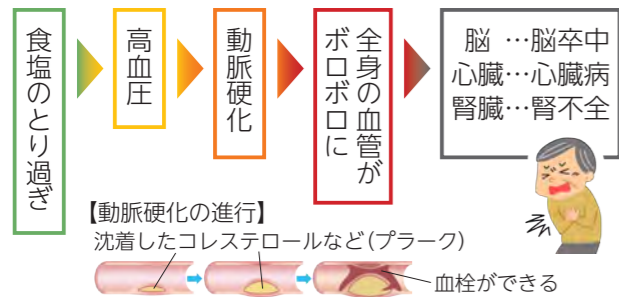 食塩のとり過ぎ
高血圧
動脈硬化
全身の血管が
ボロボロに
脳…脳卒中
心臓…心臓病
腎臓…腎不全
【動脈硬化の進行】
沈着したコレステロールなど(プラーク)
血栓ができる